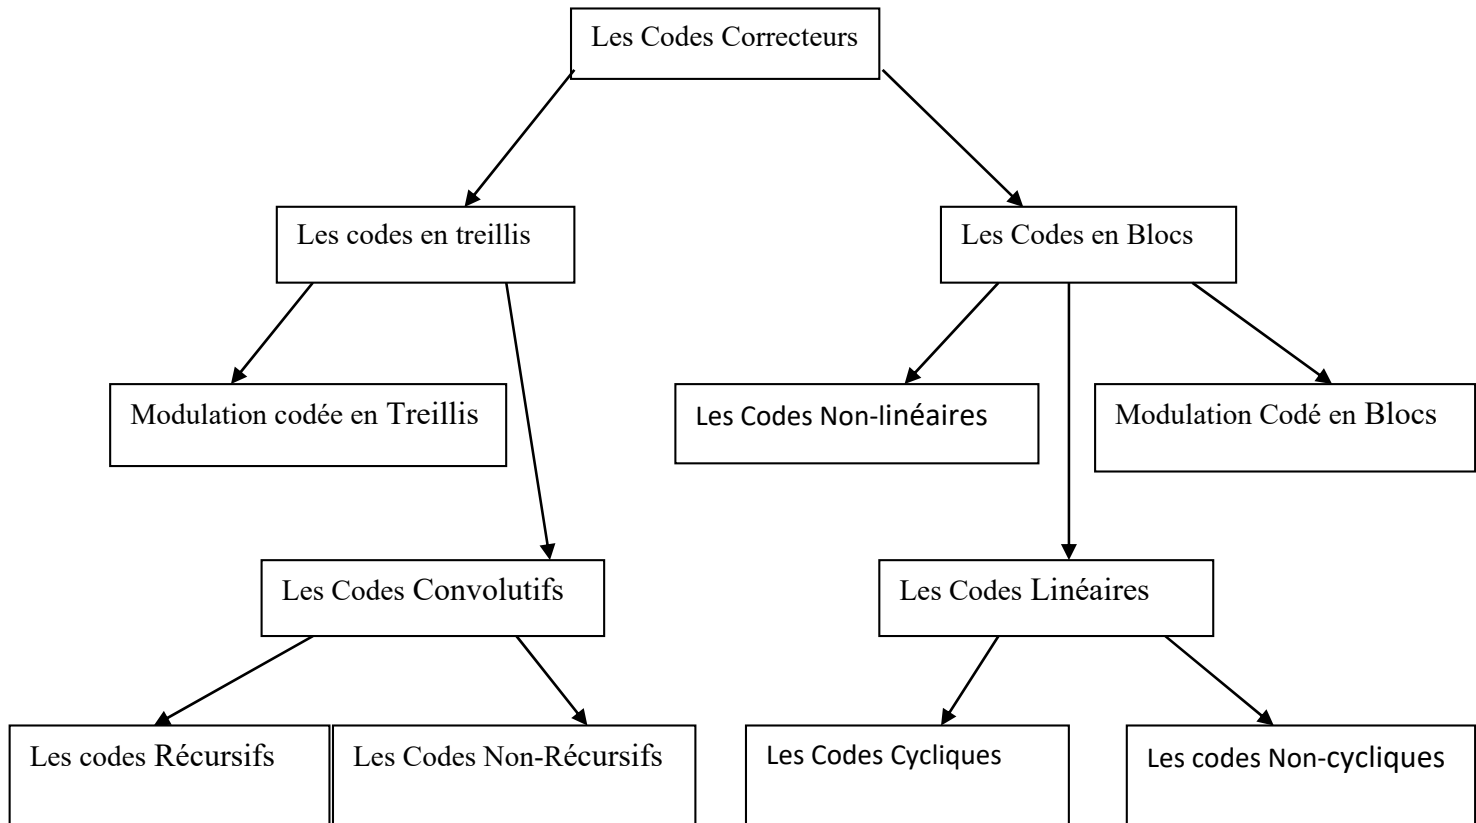 Les Codes Correcteurs
Les codes en treillis
Les Codes en Blocs
Modulation codée en Treillis
Les Codes Non-linéaires
Modulation Codé en Blocs
Les Codes Convolutifs
Les Codes Linéaires
Les codes Récursifs
Les Codes Non-Récursifs
Les Codes Cycliques
Les codes Non-cycliques